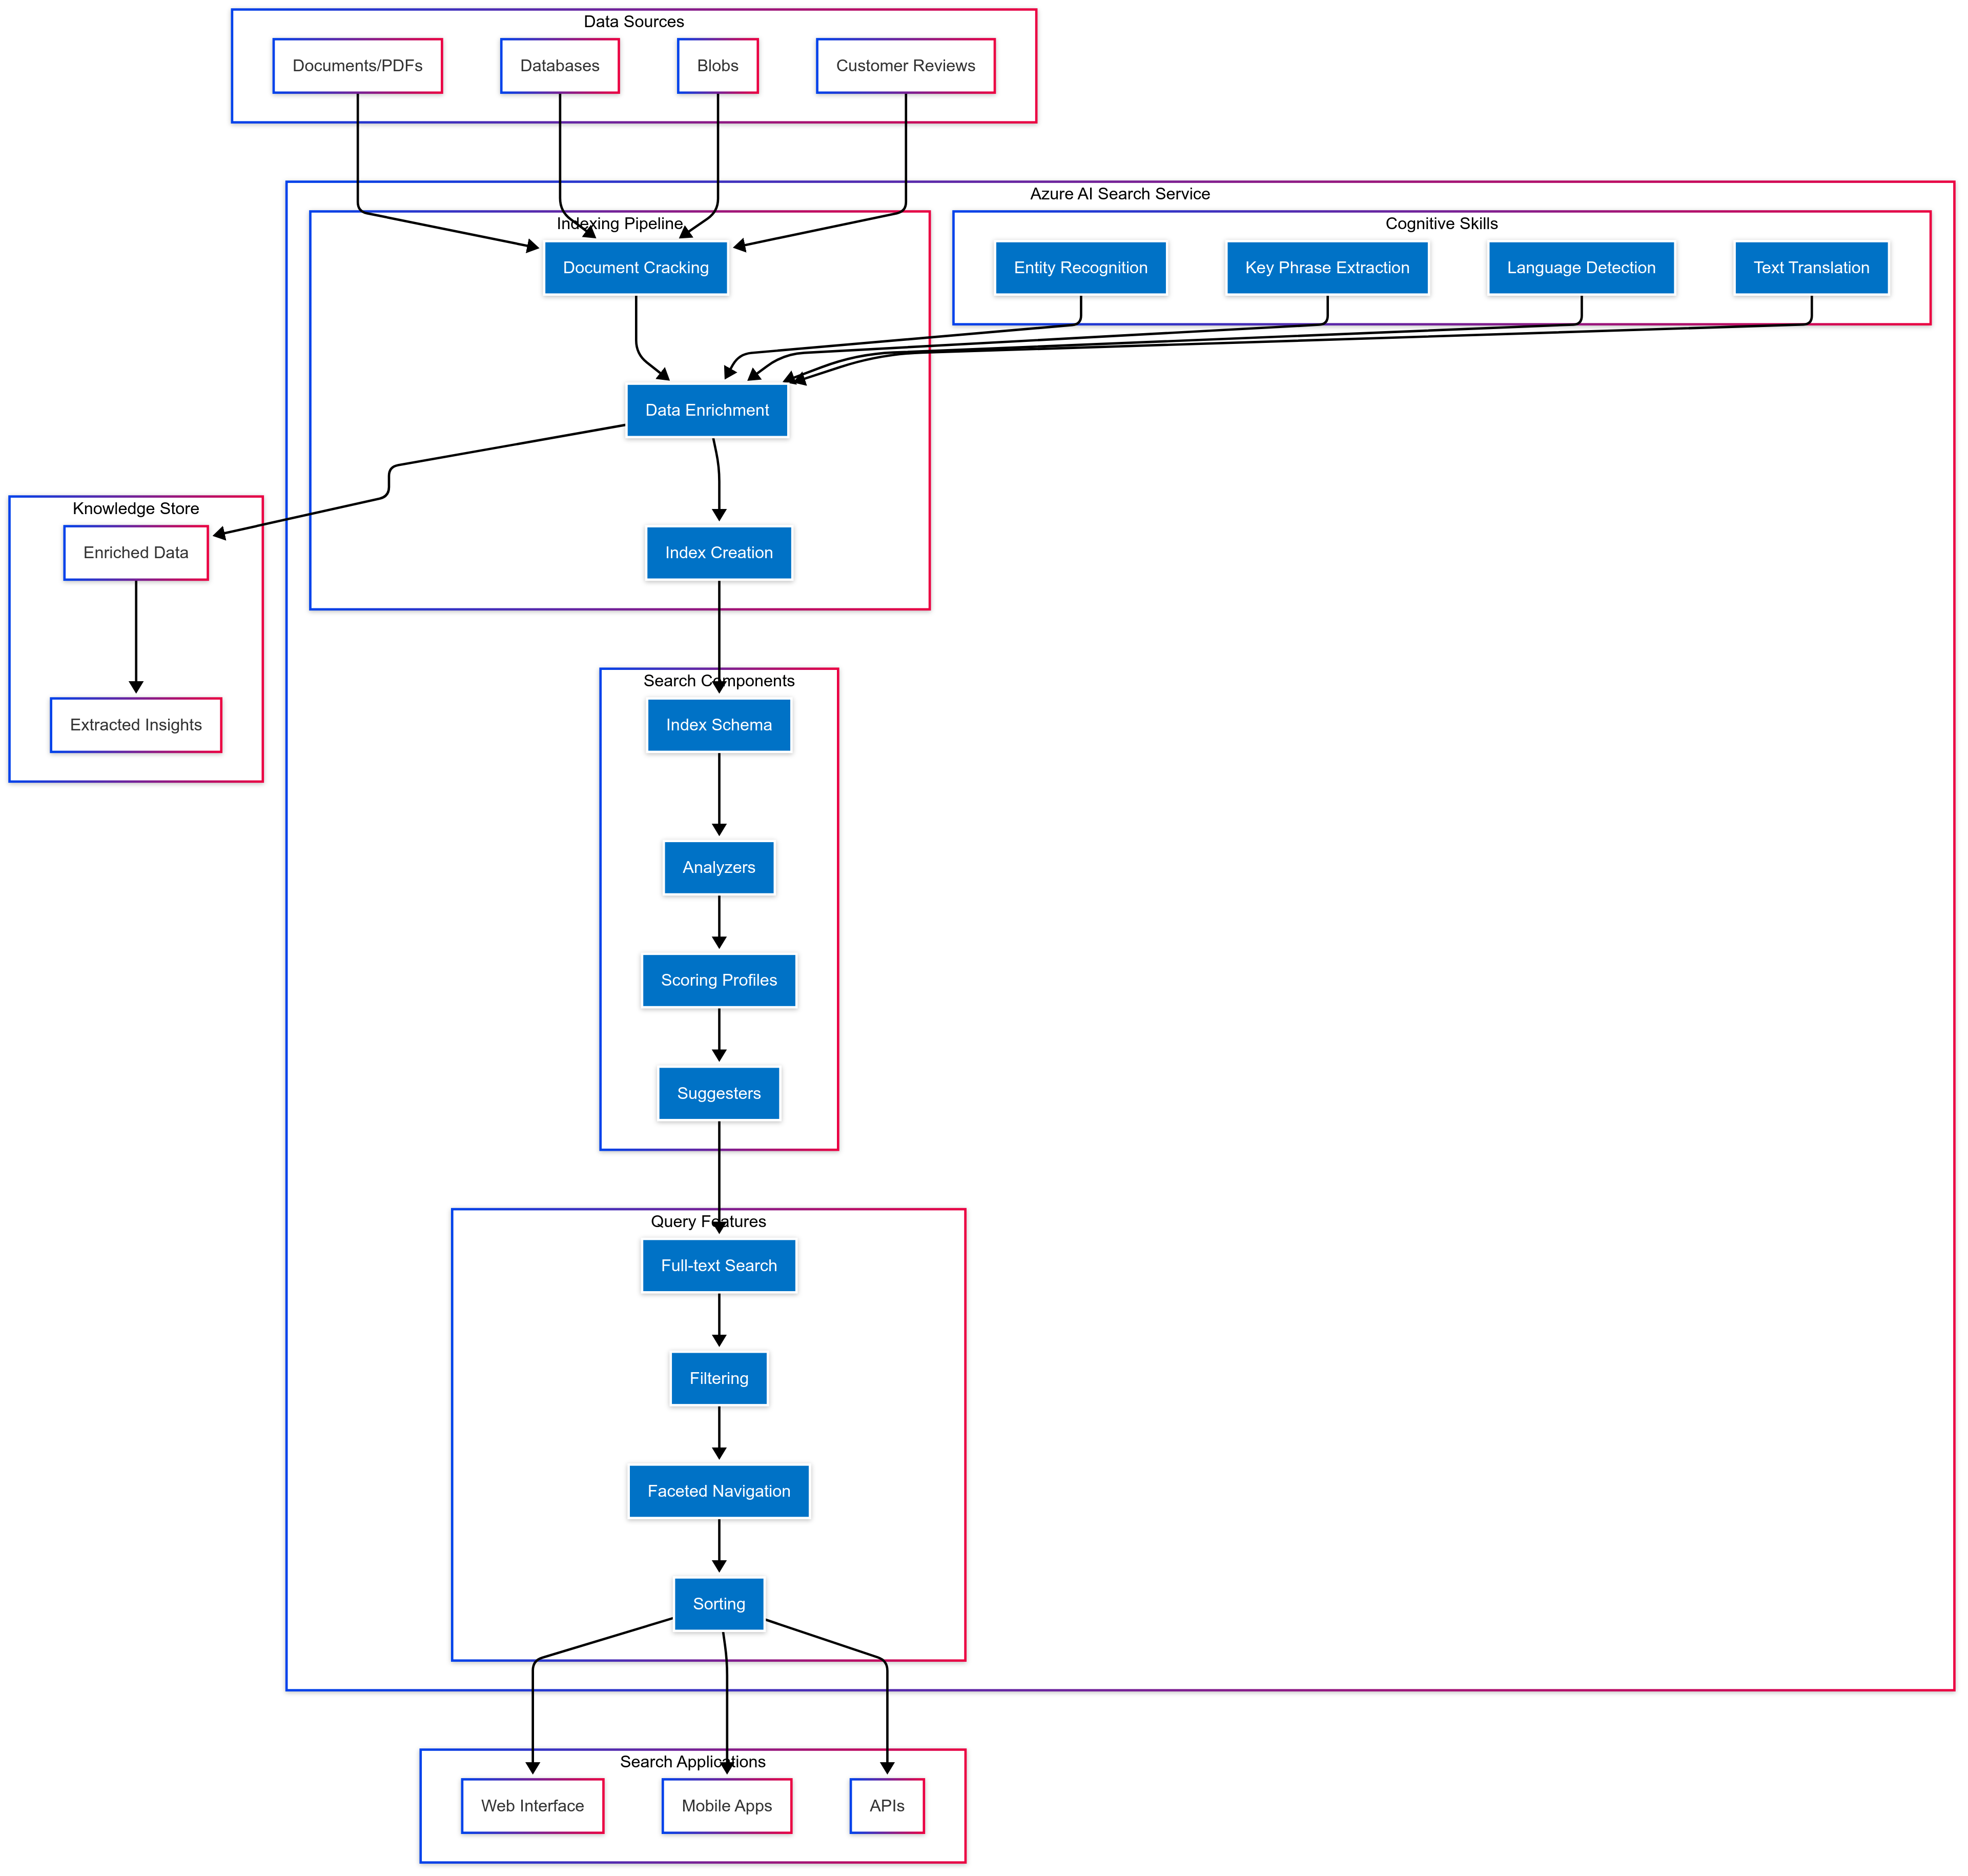 Data Sources
Documents/PDFs
Databases
Blobs
Customer Reviews
Azure AI Search Service
Indexing Pipeline
Cognitive Skills
Document Cracking
Entity Recognition
Key Phrase Extraction
Language Detection
Text Translation
Data Enrichment
Knowledge Store
Enriched Data
Index Creation
Extracted Insights
Search Components
Index Schema
Analyzers
Scoring Profiles
Suggesters
Query Features
Full-text Search
Filtering
Faceted Navigation
Sorting
Search Applications
Web Interface
Mobile Apps
APIs